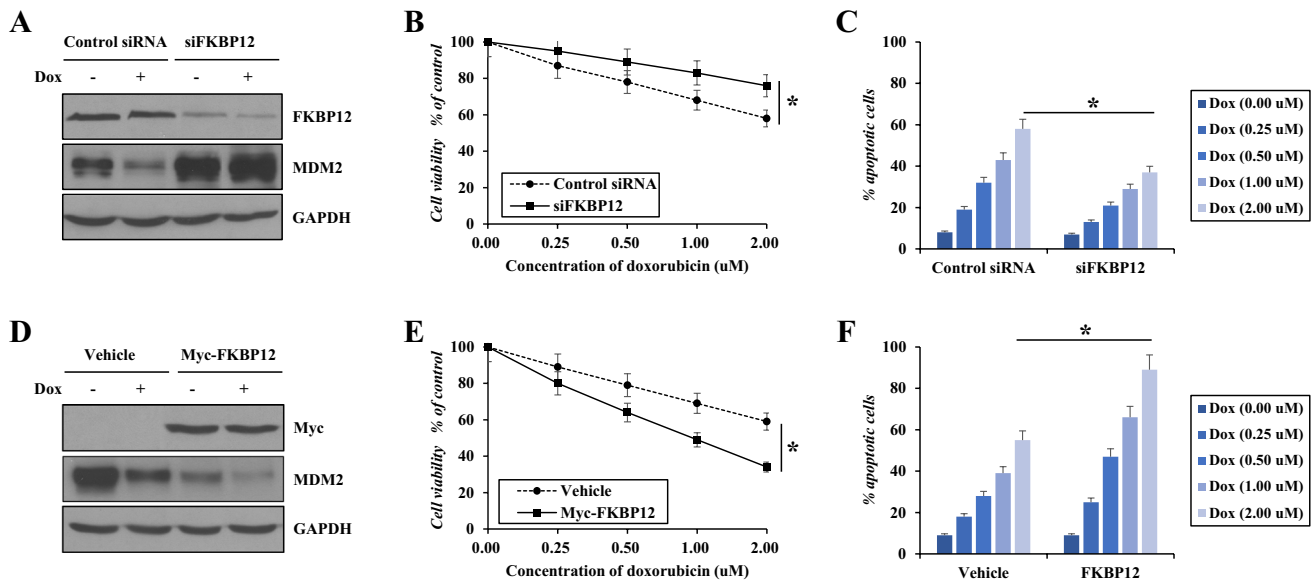 A
Control siRNA siFKBP12
Dox - + - +
FKBP12
MDM2
GAPDH
B
Cell viability % of control
100
80
60
40
20
0
Control siRNA
siFKBP12
*
0.00 0.25 0.50 1.00 2.00
Concentration of doxorubicin (uM)
C
% apoptotic cells
100
80
60
40
20
0
*
Control siRNA siFKBP12
Dox (0.00 uM)
Dox (0.25 uM)
Dox (0.50 uM)
Dox (1.00 uM)
Dox (2.00 uM)
D
Vehicle Myc-FKBP12
Dox - + - +
Myc
MDM2
GAPDH
E
Cell viability % of control
100
80
60
40
20
0
Vehicle
Myc-FKBP12
*
0.00 0.25 0.50 1.00 2.00
Concentration of doxorubicin (uM)
F
% apoptotic cells
100
80
60
40
20
0
*
Vehicle FKBP12
Dox (0.00 uM)
Dox (0.25 uM)
Dox (0.50 uM)
Dox (1.00 uM)
Dox (2.00 uM)